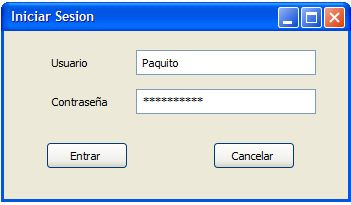 Iniciar Sesion
Usuario Paquito
Contraseña **********
Entrar Cancelar